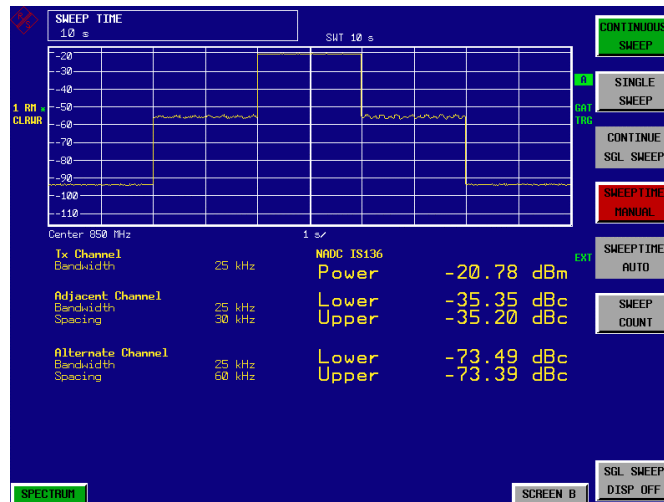 SWEEP TIME
10 s
SWT 10 s
-20
-30
-40
-50
-60
-70
-80
-90
-100
-110
1 RM *
CLRWR
A
GAT
TRG
EXT
Center 850 MHz
1 s/
Tx Channel
Bandwidth 25 kHz
NADC IS136
Power -20.78 dBm
Adjacent Channel
Bandwidth 25 kHz
Spacing 30 kHz
Lower -35.35 dBc
Upper -35.20 dBc
Alternate Channel
Bandwidth 25 kHz
Spacing 60 kHz
Lower -73.49 dBc
Upper -73.39 dBc
CONTINUOUS
SWEEP
SINGLE
SWEEP
CONTINUE
SGL SWEEP
SWEEPTIME
MANUAL
SWEEPTIME
AUTO
SWEEP
COUNT
SGL SWEEP
DISP OFF
SPECTRUM
SCREEN B